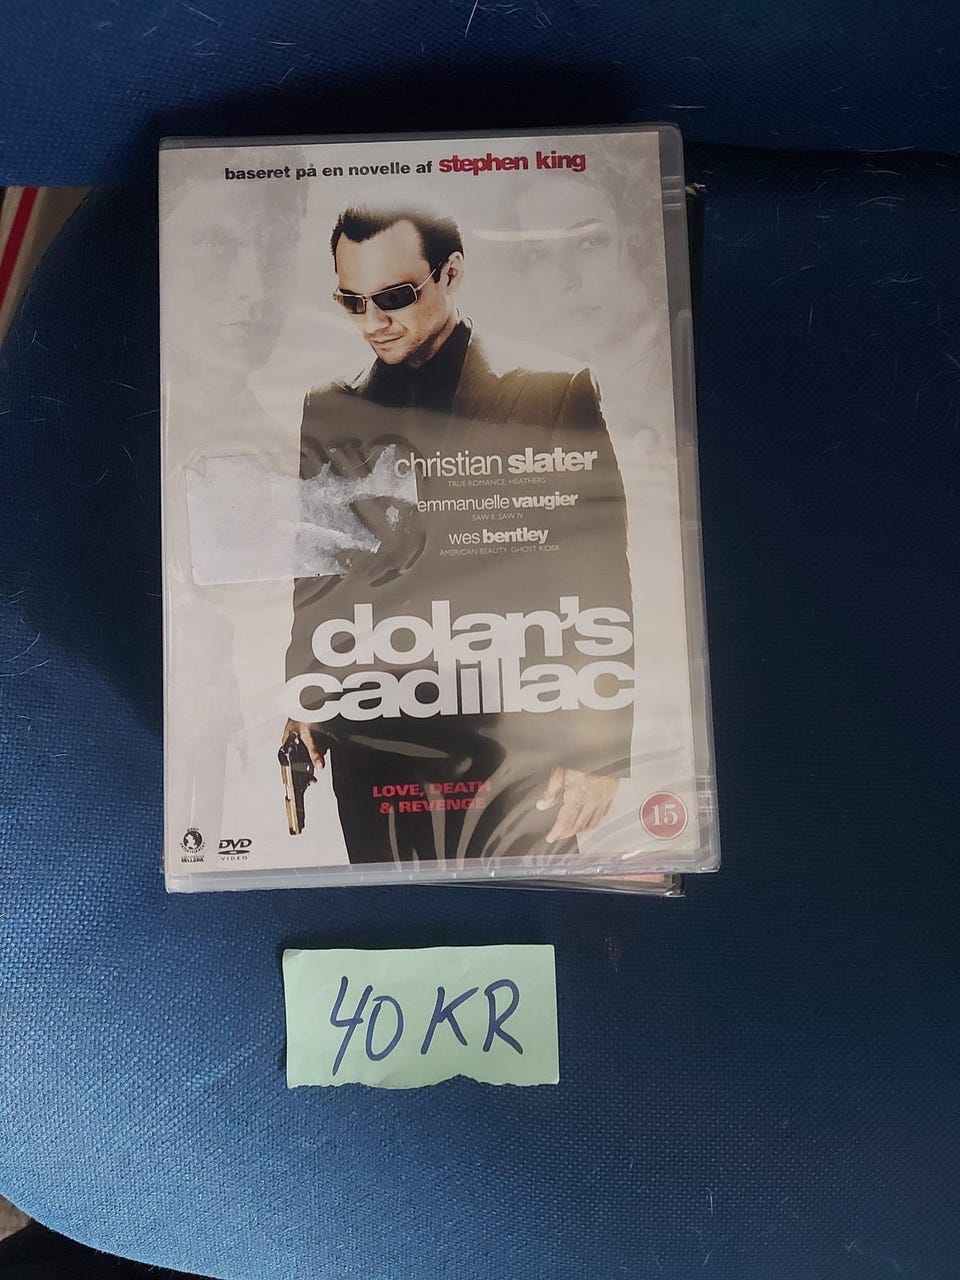 baseret på en novelle af stephen king
christian slater
TRUE ROMANCE. HEATHERS
emmanuelle vaugier
SAW II. SAW IV
wes bentley
AMERICAN BEAUTY. GHOST RIDER
dolan's
cadillac
LOVE, DEATH
& REVENGE
15
DVD
VIDEO
40 KR